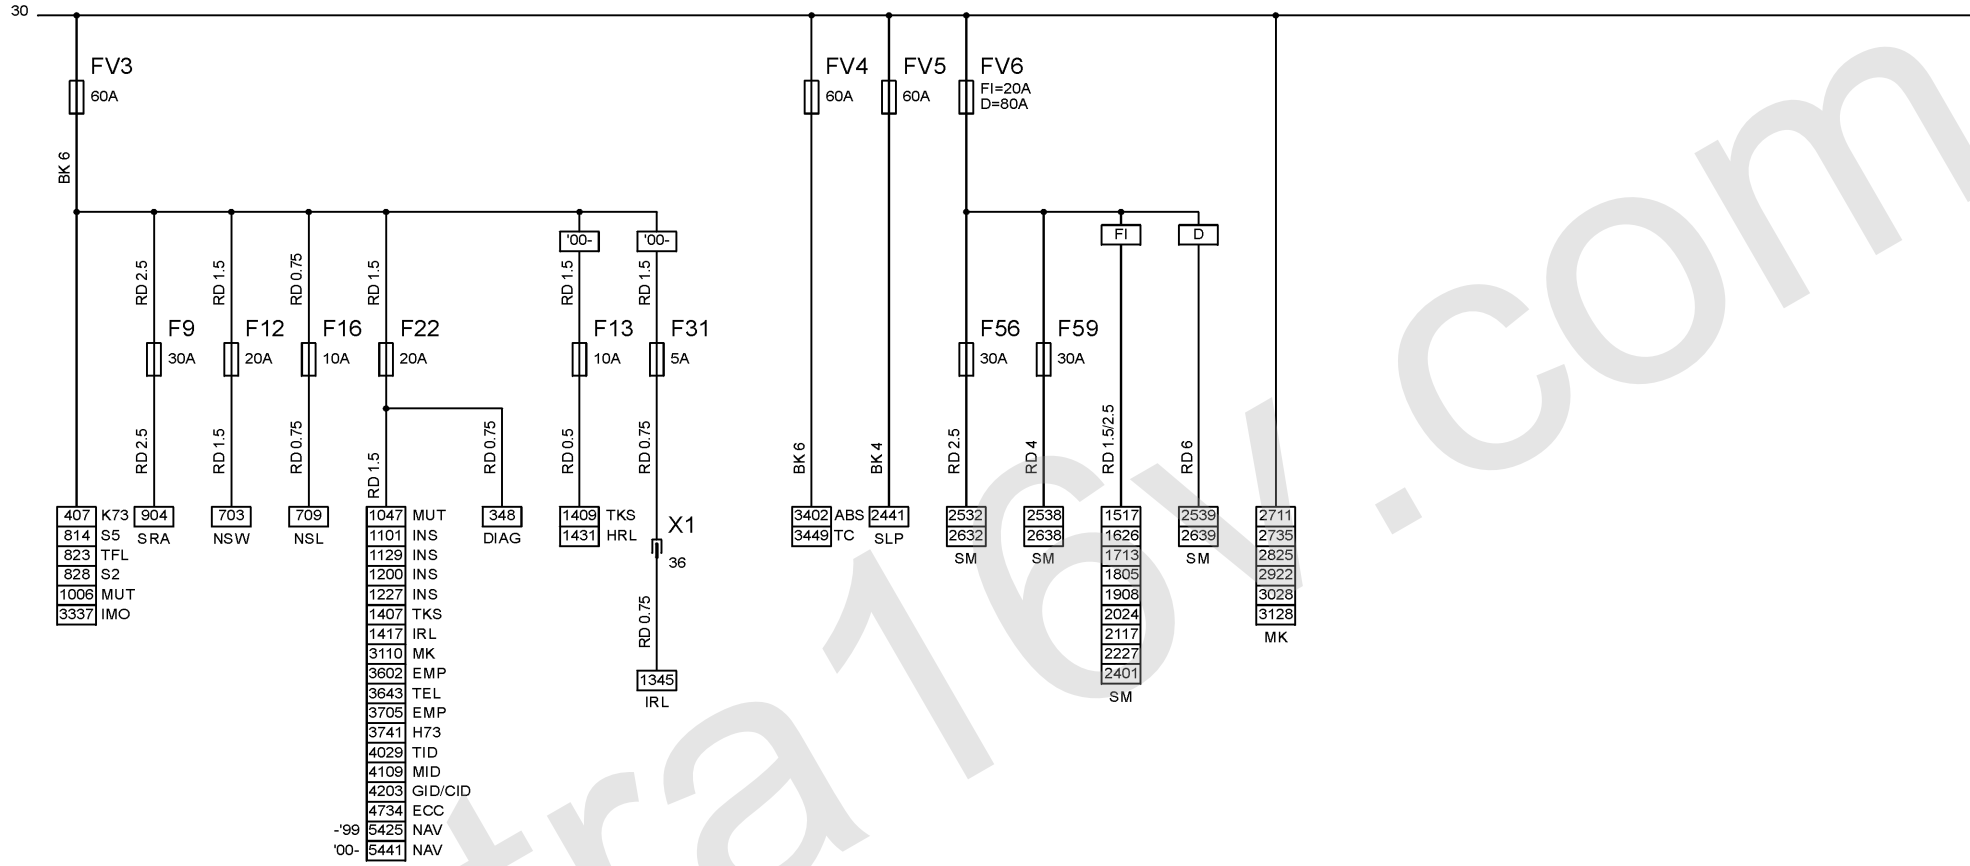 30
FV3
60A
BK 6
FV4
60A
FV5
60A
FV6
FI=20A
D=80A
'00-
'00-
FI
D
RD 2.5
RD 1.5
RD 0.75
RD 1.5
RD 1.5
RD 1.5
F9
30A
F12
20A
F16
10A
F22
20A
F13
10A
F31
5A
F56
30A
F59
30A
RD 2.5
RD 1.5
RD 0.75
RD 1.5
RD 0.75
RD 0.5
RD 0.75
BK 6
BK 4
RD 2.5
RD 4
RD 1.5/2.5
RD 6
407 K73
814 S5
823 TFL
828 S2
1006 MUT
3337 IMO
904
SRA
703
NSW
709
NSL
1047 MUT
1101 INS
1129 INS
1200 INS
1227 INS
1407 TKS
1417 IRL
3110 MK
3602 EMP
3643 TEL
3705 EMP
3741 H73
4029 TID
4109 MID
4203 GID/CID
4734 ECC
-'99 5425 NAV
'00- 5441 NAV
348
DIAG
1409 TKS
1431 HRL
X1
36
RD 0.75
1345
IRL
3402 ABS
3449 TC
2441
SLP
2532
2632
SM
2538
2638
SM
1517
1626
1713
1805
1908
2024
2117
2227
2401
SM
2539
2639
SM
2711
2735
2825
2922
3028
3128
MK
tra16v.com